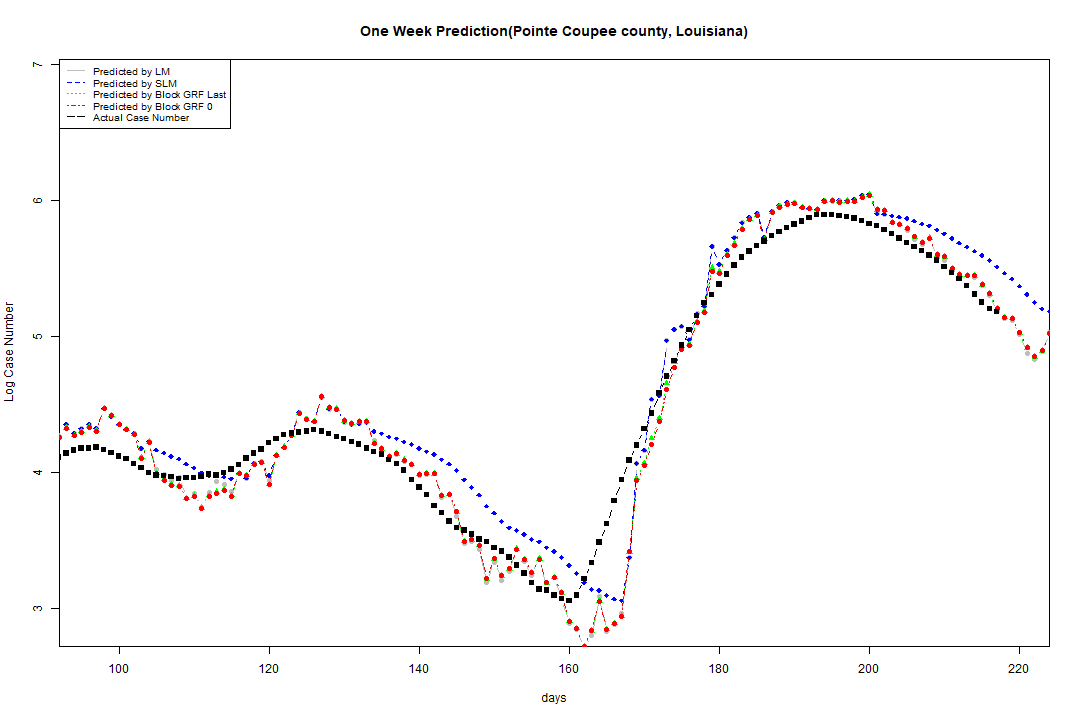 One Week Prediction(Pointe Coupee county, Louisiana)
Predicted by LM
Predicted by SLM
Predicted by Block GRF Last
Predicted by Block GRF 0
Actual Case Number
Log Case Number
7
6
5
4
3
100 120 140 160 180 200 220
days